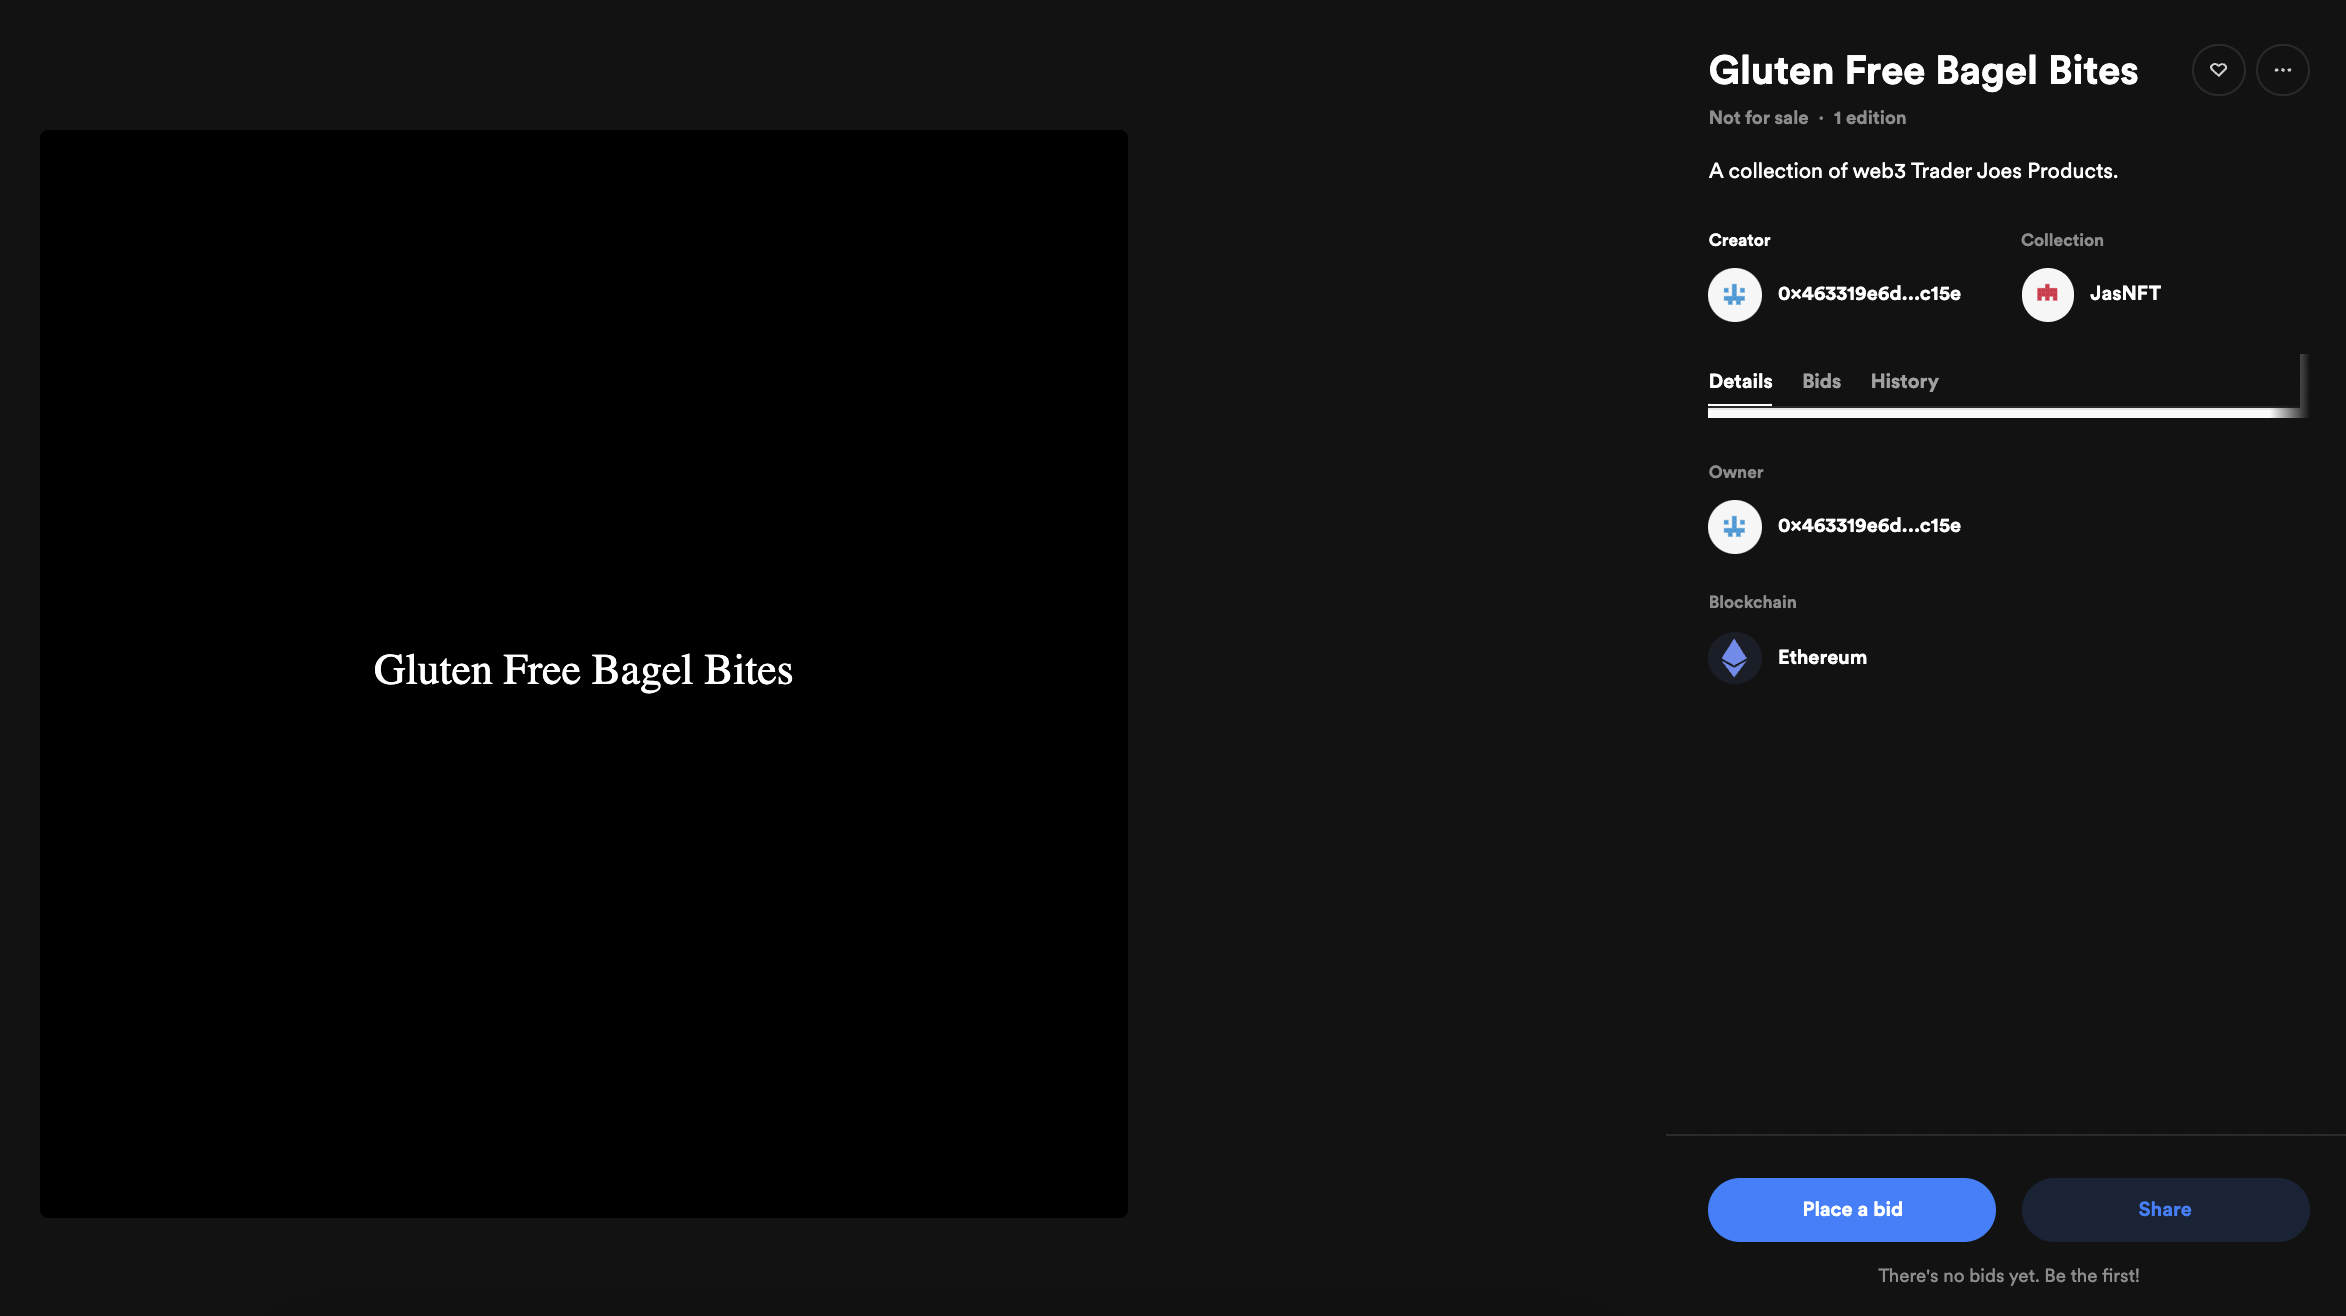 Gluten Free Bagel Bites
Gluten Free Bagel Bites
Not for sale · 1 edition
A collection of web3 Trader Joes Products.
Creator
Collection
0x463319e6d...c15e
JasNFT
Details Bids History
Owner
0x463319e6d...c15e
Blockchain
Ethereum
Place a bid
Share
There's no bids yet. Be the first!